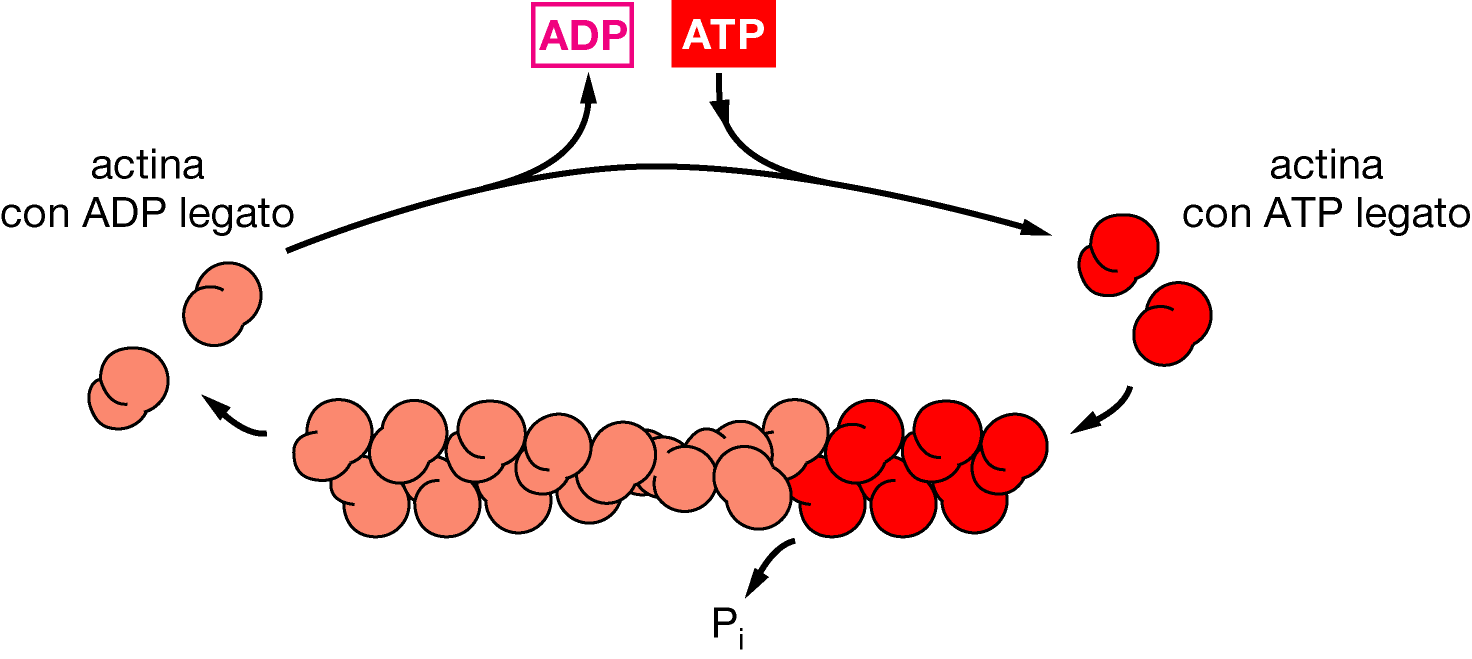 ADP
ATP
actina
con ADP legato
actina
con ATP legato
Pi